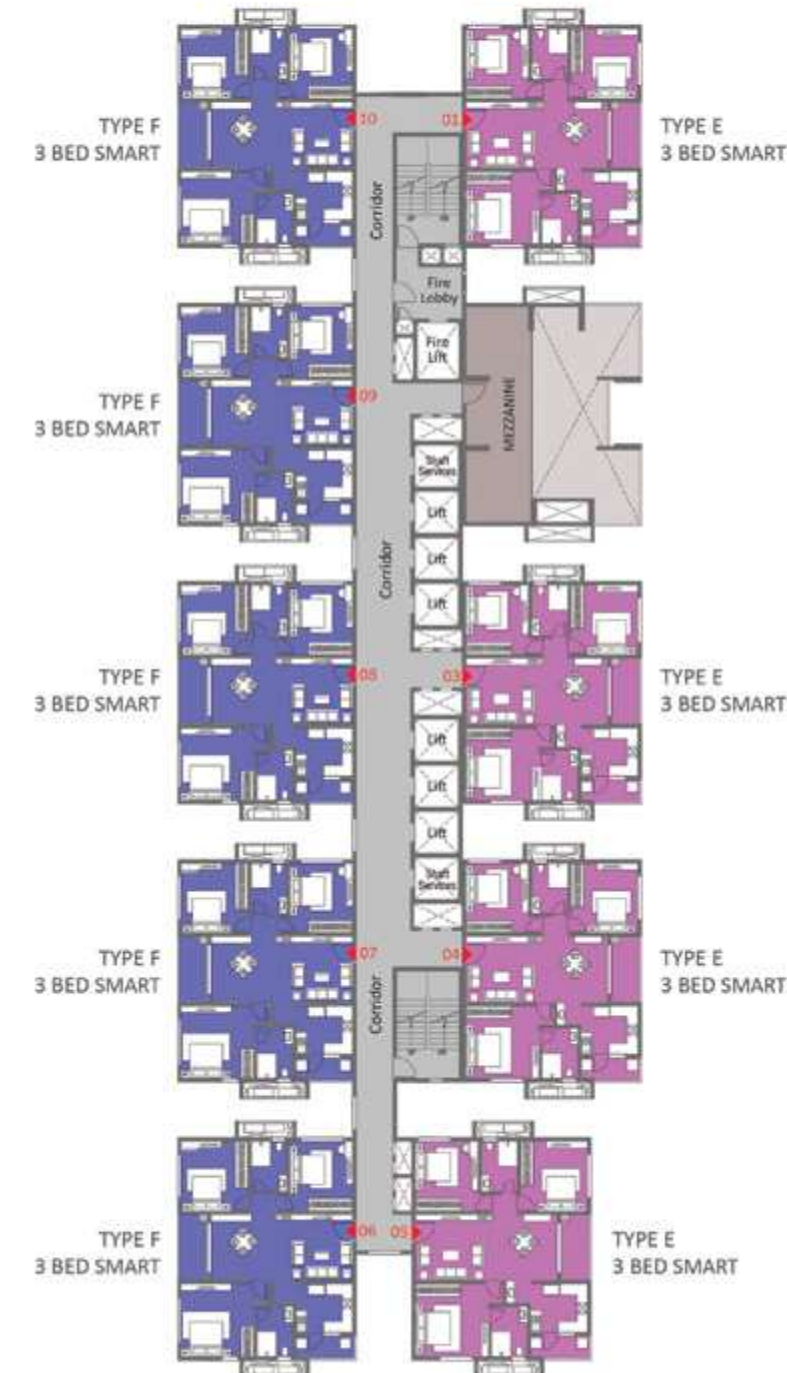 TYPE F
3 BED SMART
10
01
TYPE E
3 BED SMART
Corridor
Fire
Lobby
Fire
Lift
TYPE F
3 BED SMART
09
MEZZANINE
Shaft
Services
Lift
Lift
Lift
Corridor
TYPE F
3 BED SMART
08
03
TYPE E
3 BED SMART
Lift
Lift
Lift
Shaft
Services
TYPE F
3 BED SMART
07
04
TYPE E
3 BED SMART
Corridor
TYPE F
3 BED SMART
06
05
TYPE E
3 BED SMART